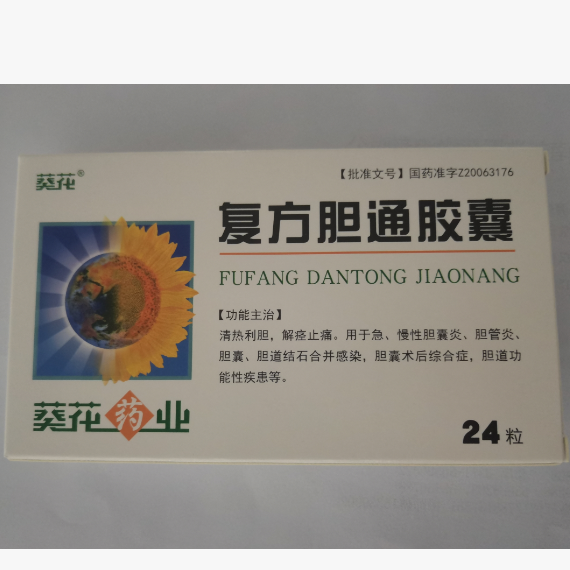 葵花®
【批准文号】国药准字Z20063176
复方胆通胶囊
FUFANG DANTONG JIAONANG
【功能主治】
清热利胆，解痉止痛。用于急、慢性胆囊炎、胆管炎、
胆囊、胆道结石合并感染，胆囊术后综合症，胆道功
能性疾患等。
葵花药业
24粒